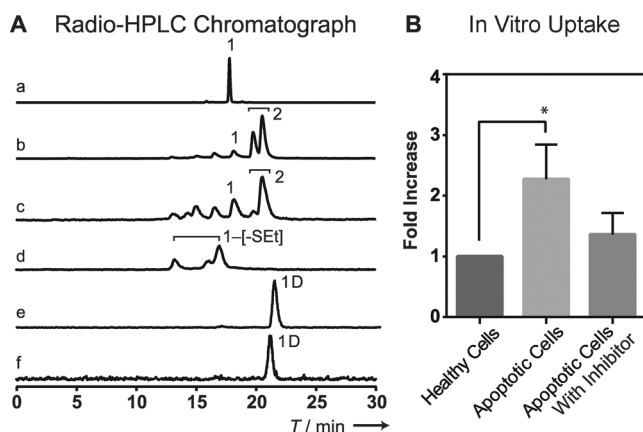 A Radio-HPLC Chromatograph
1
a
2
b
1
2
c
1
1–[-SEt]
d
1D
e
1D
f
0 5 10 15 20 25 30
T / min
B In Vitro Uptake
4
3
2
1
0
Fold Increase
*
Healthy Cells
Apoptotic Cells
Apoptotic Cells
With Inhibitor